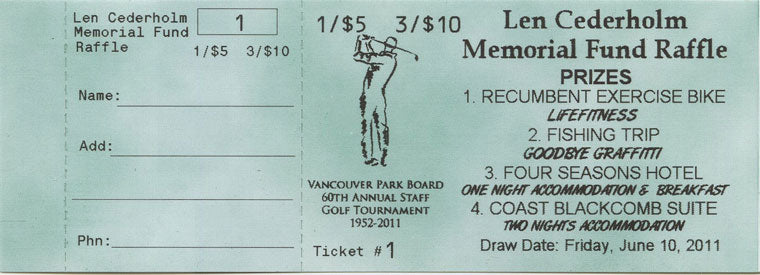 Len Cederholm
Memorial Fund
Raffle
1
1/$5 3/$10
Name:
Add:
Phn:
1/$5 3/$10
VANCOUVER PARK BOARD
60TH ANNUAL STAFF
GOLF TOURNAMENT
1952-2011
Ticket #1
Len Cederholm
Memorial Fund Raffle
PRIZES
1. RECUMBENT EXERCISE BIKE
LIFEFITNESS
2. FISHING TRIP
GOODBYE GRAFFITTI
3. FOUR SEASONS HOTEL
ONE NIGHT ACCOMMODATION & BREAKFAST
4. COAST BLACKCOMB SUITE
TWO NIGHTS ACCOMMODATION
Draw Date: Friday, June 10, 2011